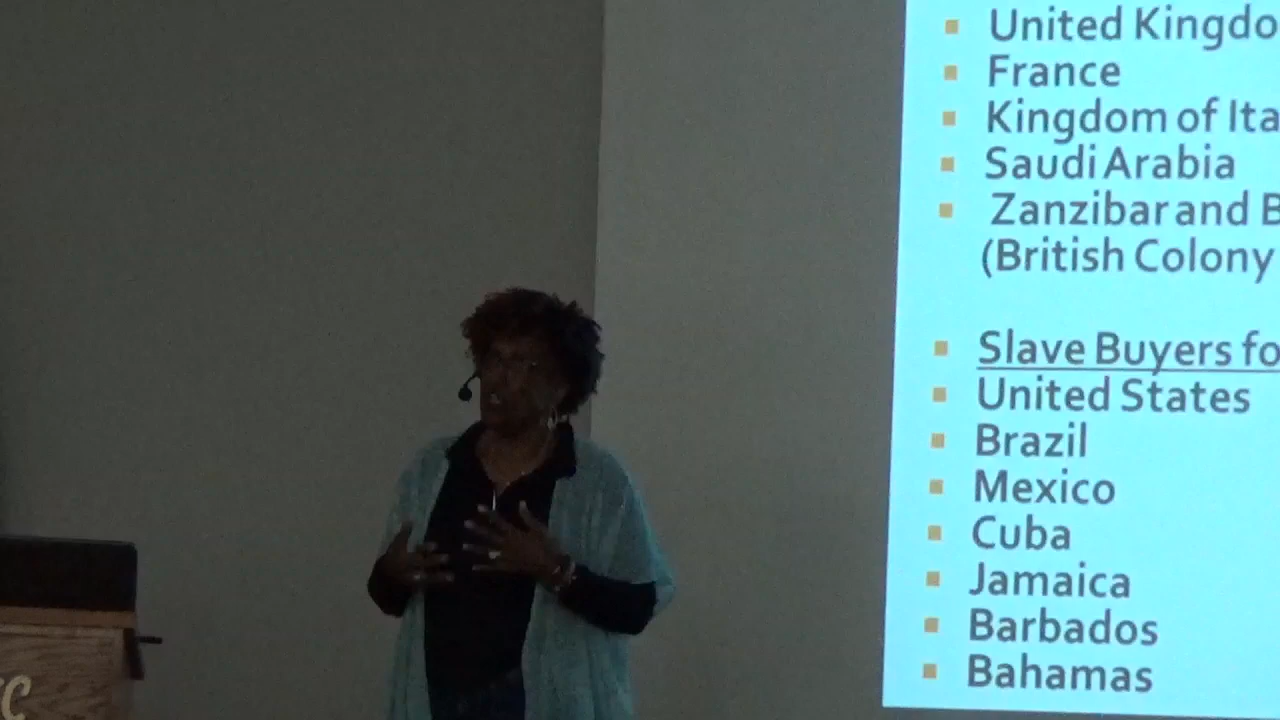 United Kingdo
France
Kingdom of Ita
Saudi Arabia
Zanzibar and B
(British Colony
Slave Buyers fo
United States
Brazil
Mexico
Cuba
Jamaica
Barbados
Bahamas
C